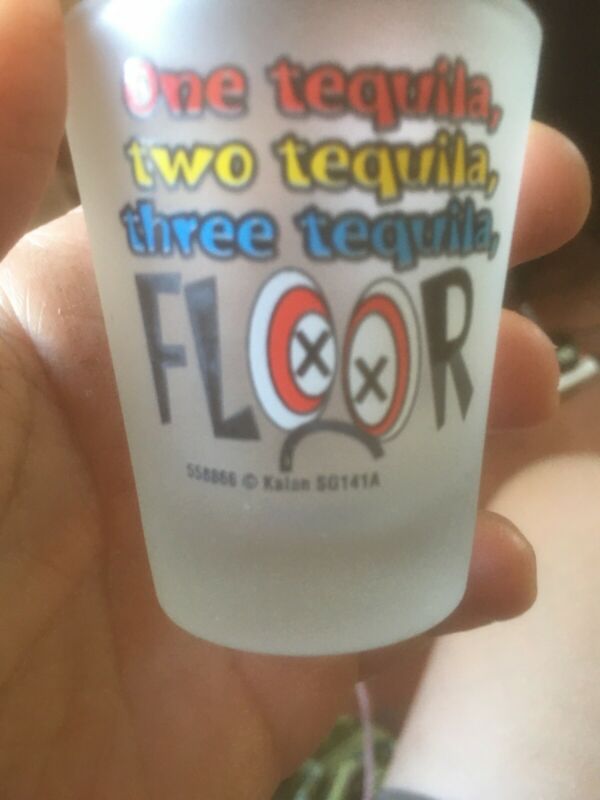 One tequila,
two tequila,
three tequila,
FLOOR
558866 © Kalan SG141A